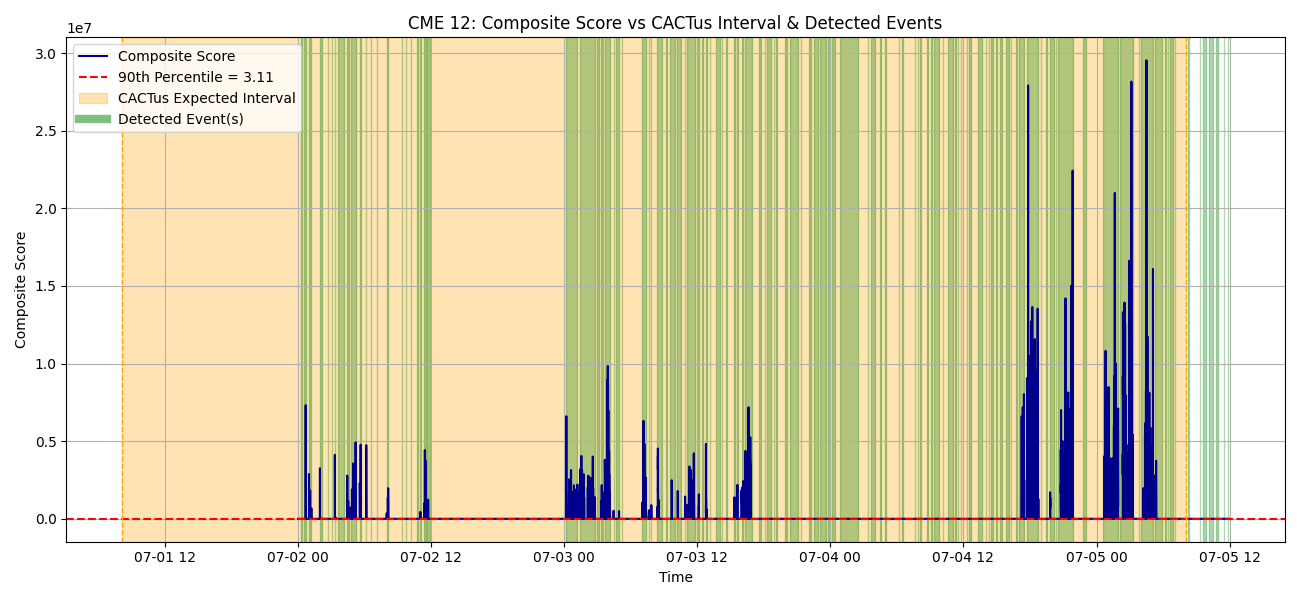 CME 12: Composite Score vs CACTus Interval & Detected Events
1e7
Composite Score
90th Percentile = 3.11
CACTus Expected Interval
Detected Event(s)
3.0
2.5
2.0
1.5
1.0
0.5
0.0
Composite Score
07-01 12
07-02 00
07-02 12
07-03 00
07-03 12
07-04 00
07-04 12
07-05 00
07-05 12
Time